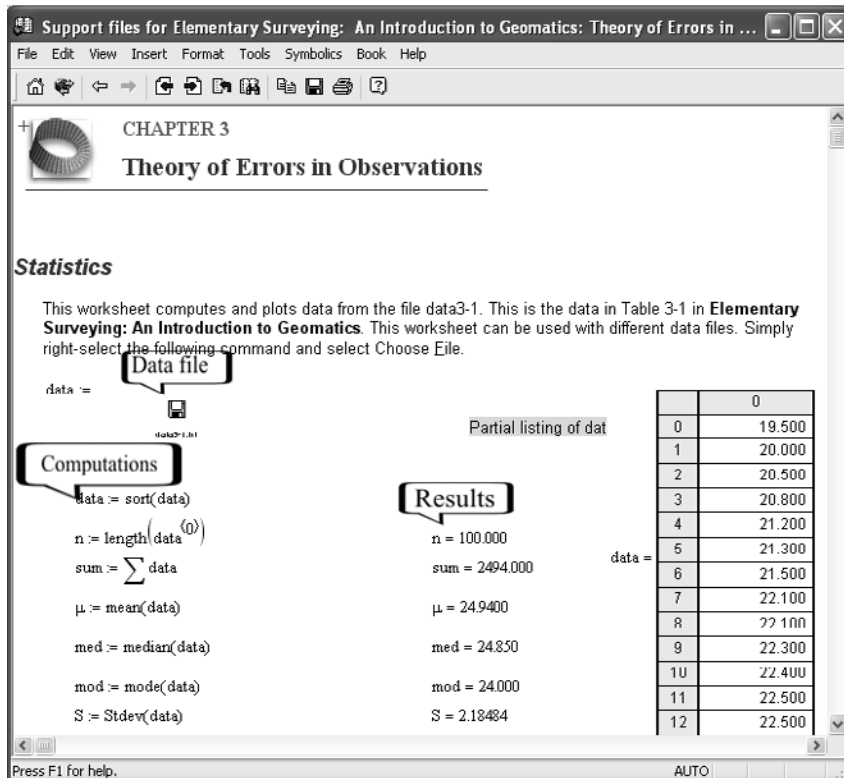 Support files for Elementary Surveying: An Introduction to Geomatics: Theory of Errors in ...
File Edit View Insert Format Tools Symbolics Book Help
CHAPTER 3
Theory of Errors in Observations
Statistics
This worksheet computes and plots data from the file data3-1. This is the data in Table 3-1 in Elementary
Surveying: An Introduction to Geomatics. This worksheet can be used with different data files. Simply
right-select the following command and select Choose File.
Data file
data :=
data3-1.txt
Partial listing of dat
Computations
Results
data := sort(data)
n := length(data⟨0⟩)
n = 100.000
sum := ∑ data
sum = 2494.000
μ := mean(data)
μ = 24.9400
med := median(data)
med = 24.850
mod := mode(data)
mod = 24.000
S := Stdev(data)
S = 2.18484
data =
0
0 19.500
1 20.000
2 20.500
3 20.800
4 21.200
5 21.300
6 21.500
7 22.100
8 22.100
9 22.300
10 22.400
11 22.500
12 22.500
Press F1 for help.
AUTO